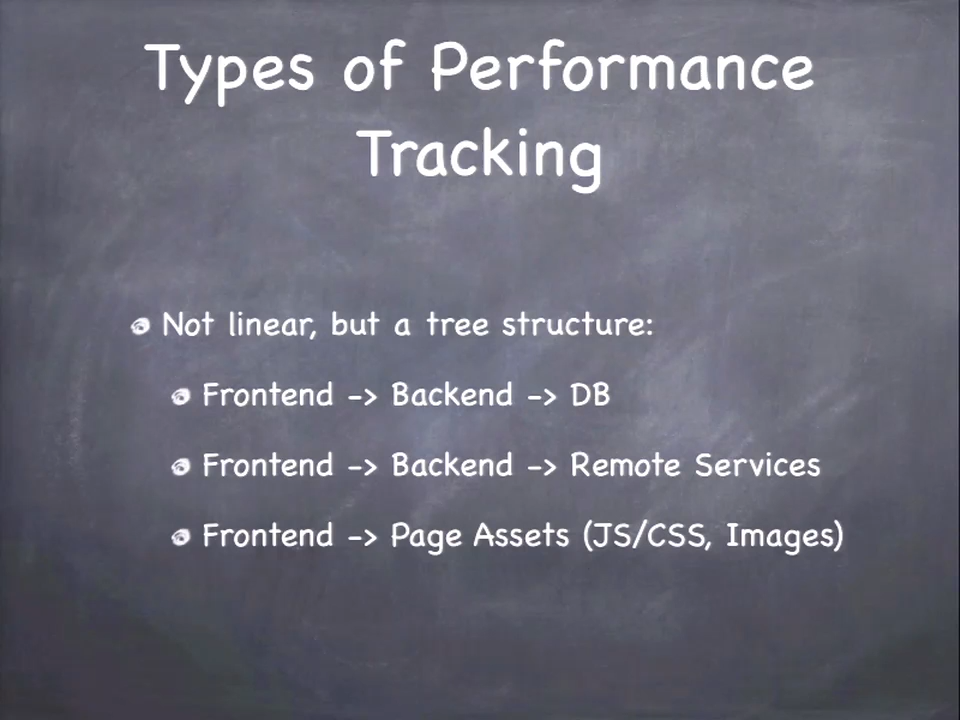 Types of Performance
Tracking
Not linear, but a tree structure:
Frontend -> Backend -> DB
Frontend -> Backend -> Remote Services
Frontend -> Page Assets (JS/CSS, Images)